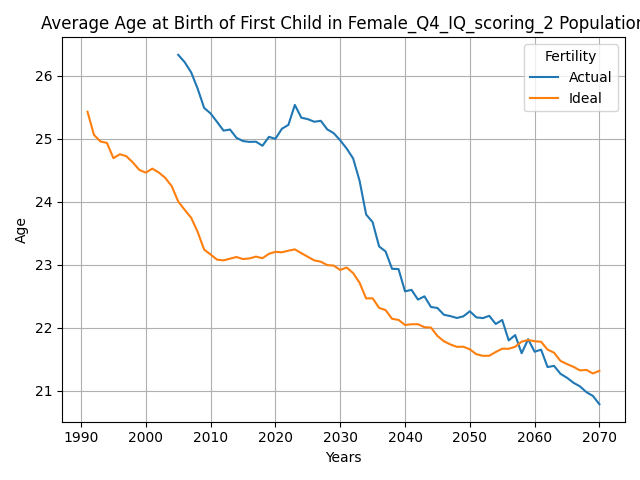 Average Age at Birth of First Child in Female_Q4_IQ_scoring_2 Population
Fertility
Actual
Ideal
26
25
24
23
22
21
Age
1990
2000
2010
2020
2030
2040
2050
2060
2070
Years